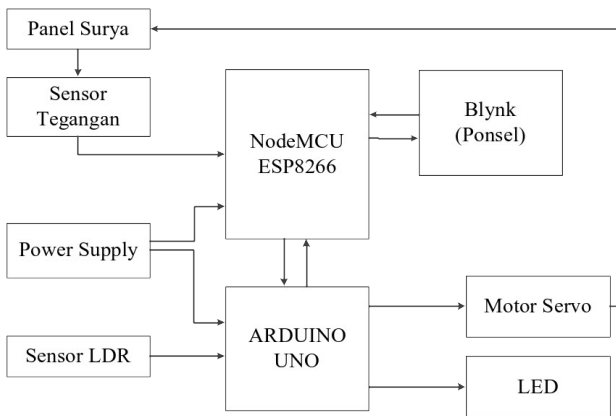 Panel Surya
Sensor
Tegangan
NodeMCU
ESP8266
Blynk
(Ponsel)
Power Supply
Sensor LDR
ARDUINO
UNO
Motor Servo
LED